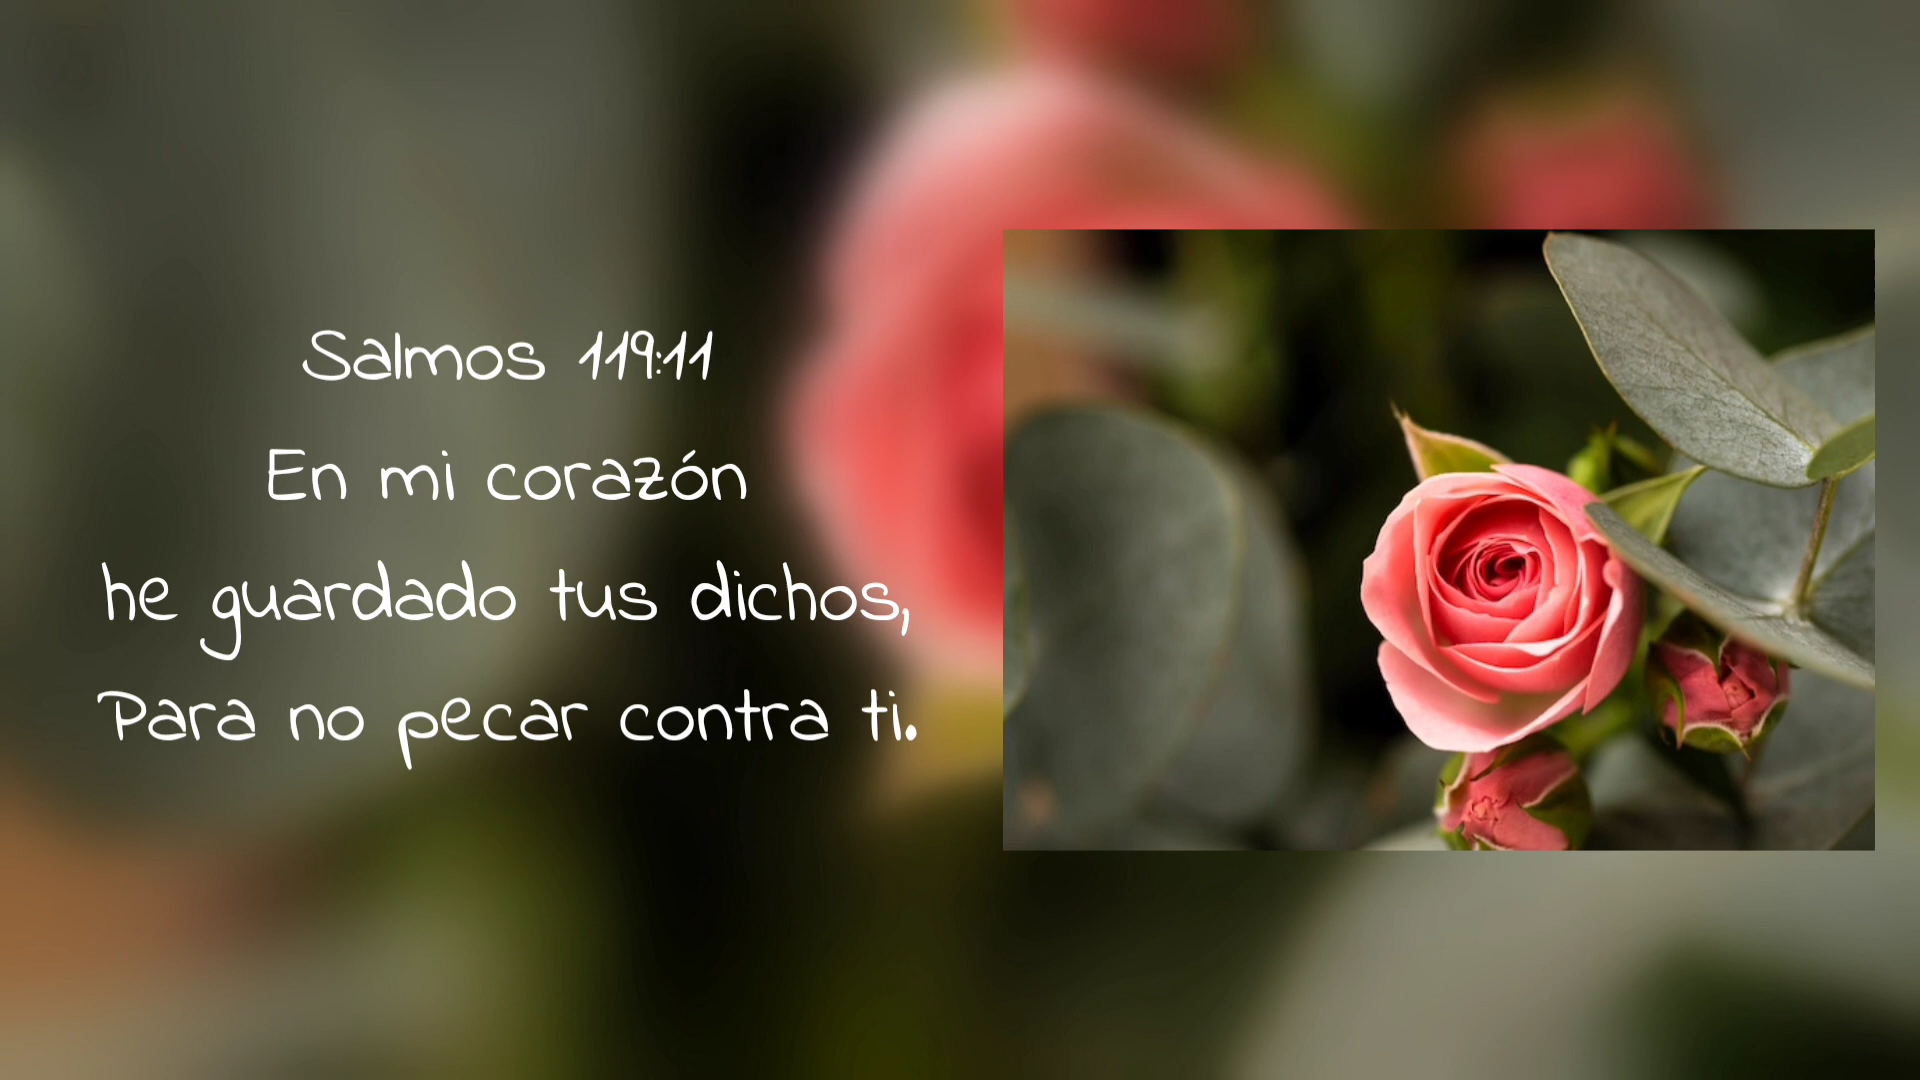 Salmos 119:11
En mi corazón
he guardado tus dichos,
Para no pecar contra ti.